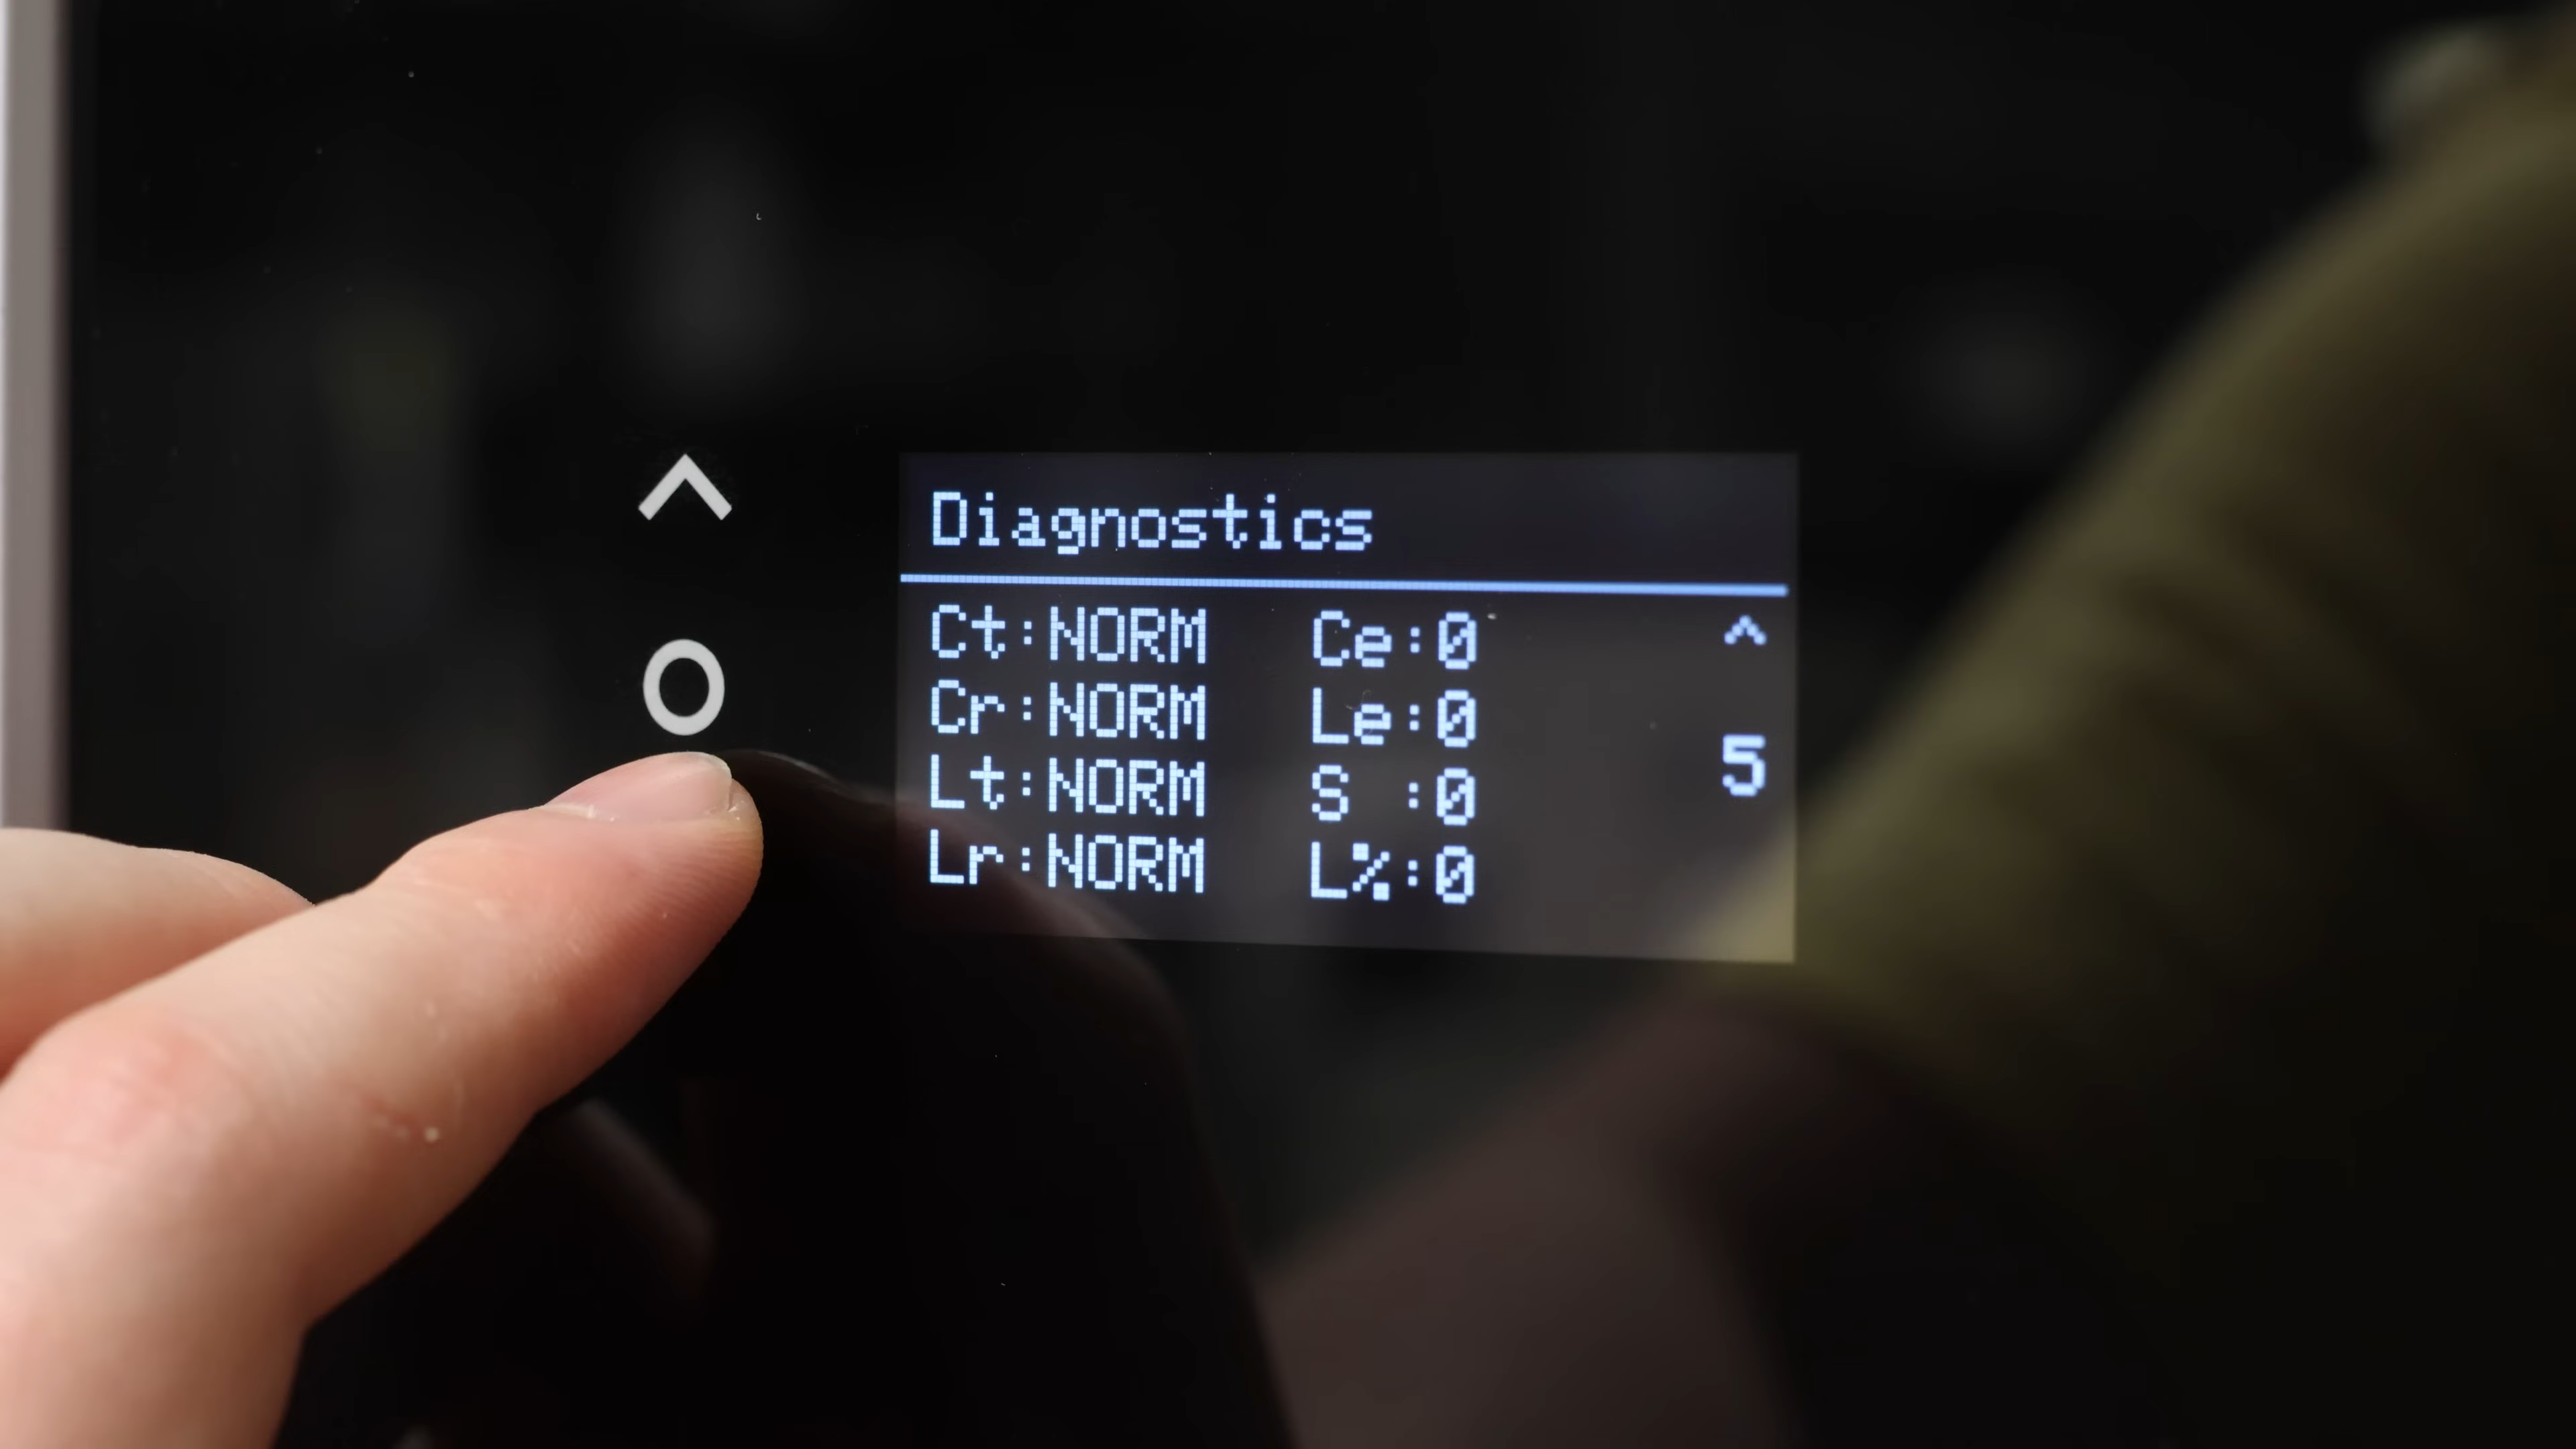 Diagnostics
Ct:NORM Ce:0 ^
Cr:NORM Le:0
Lt:NORM S :0 5
Lr:NORM L%:0